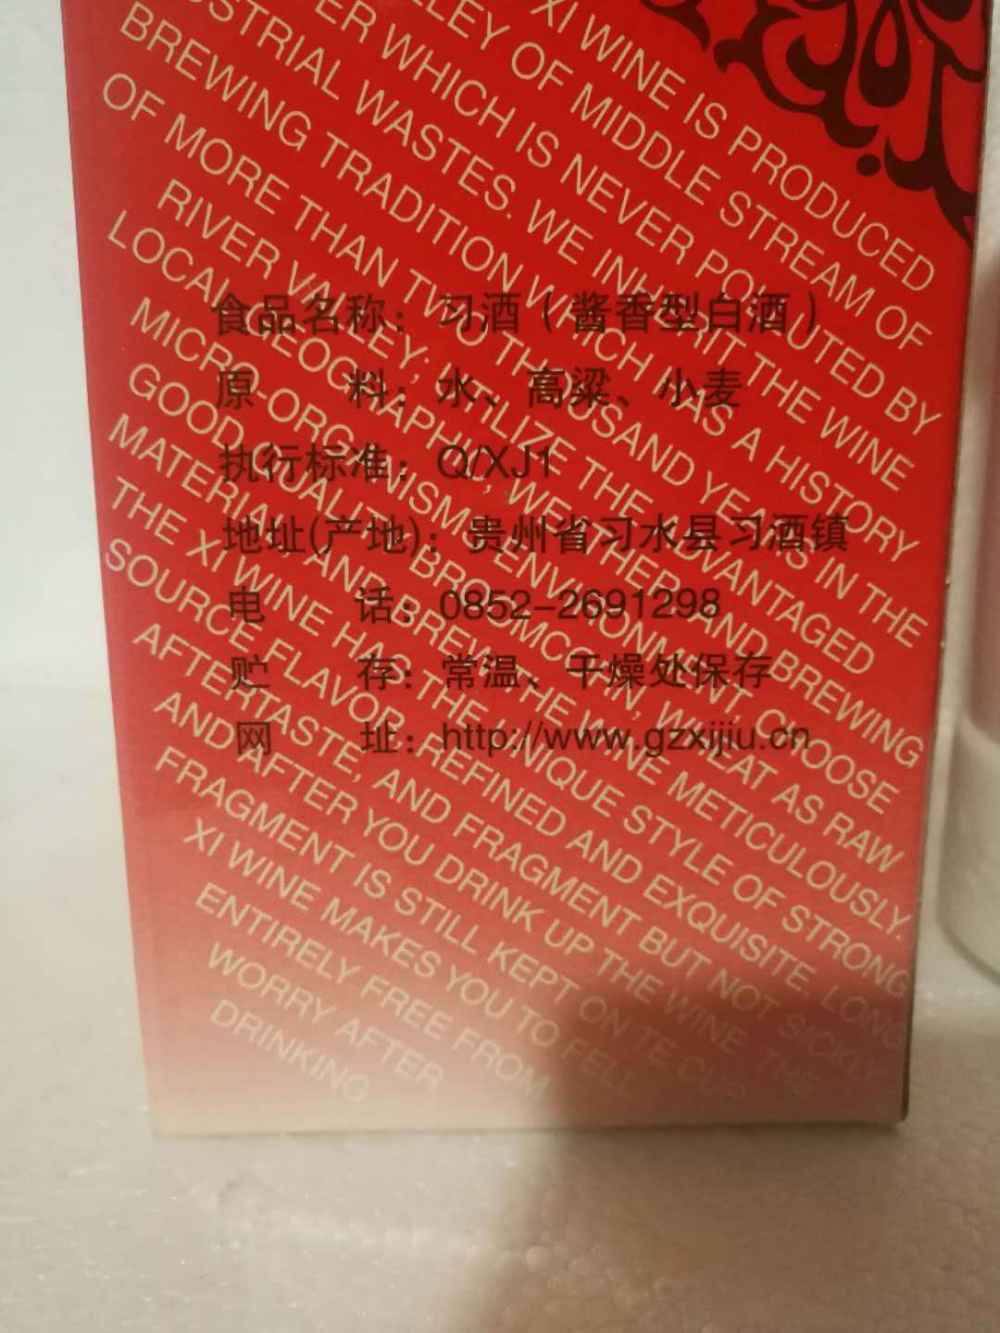 XI WINE IS PRODUCED
LEY OF MIDDLE STREAM OF
ER WHICH IS NEVER POLLUTED BY
USTRIAL WASTES. WE INHERIT THE WINE
BREWING TRADITION WHICH HAS A HISTORY
OF MORE THAN TWO THOUSAND YEARS IN THE
RIVER VALLEY; UTLIZE THE ADVANTAGED
LOCAL GEOGRAPHIC, WEATHER AND BREWING
MICRO-ORGANISM ENVIRONMENT, CHOOSE
GOOD QUALITY BROOMCORN, WHEAT AS RAW
MATERIAL AND BREW THE WINE METICULOUSLY.
THE XI WINE HAS THE UNIQUE STYLE OF STRONG
SOURCE FLAVOR, REFINED AND EXQUISITE, LONG
AFTERTASTE, AND FRAGMENT BUT NOT SICKLY
AND AFTER YOU DRINK UP THE WINE THE
FRAGMENT IS STILL KEPT ON TE CUP
XI WINE MAKES YOU TO FELL
ENTIRELY FREE FROM
WORRY AFTER
DRINKING
食品名称：习酒（酱香型白酒）
原料：水、高粱、小麦
执行标准：Q/XJ1
地址(产地)：贵州省习水县习酒镇
电话：0852-2691298
贮存：常温、干燥处保存
网址：http://www.gzxijiu.cn